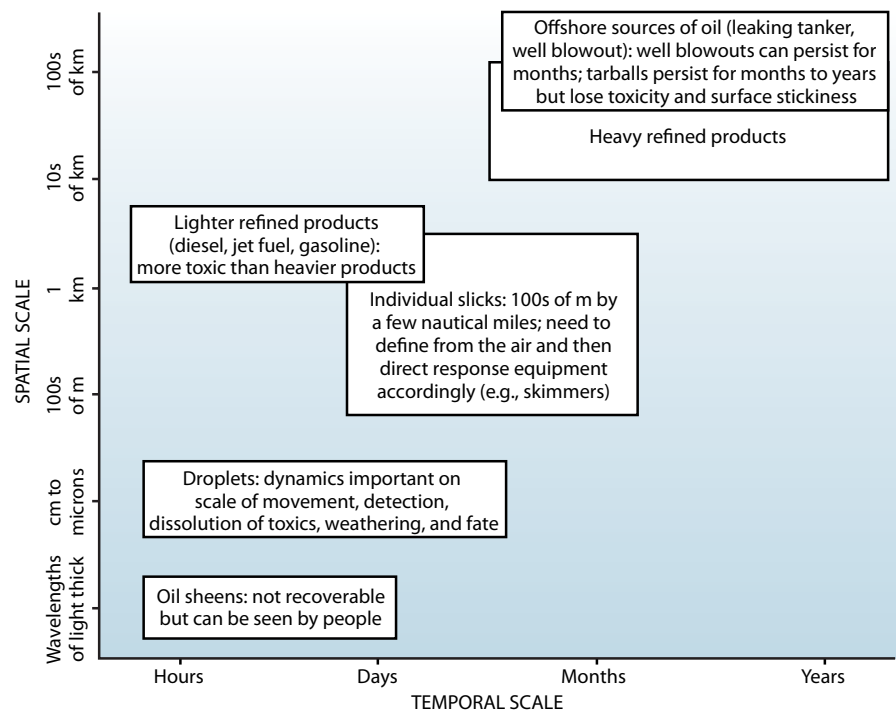 Offshore sources of oil (leaking tanker,
well blowout): well blowouts can persist for
months; tarballs persist for months to years
but lose toxicity and surface stickiness
Heavy refined products
Lighter refined products
(diesel, jet fuel, gasoline):
more toxic than heavier products
Individual slicks: 100s of m by
a few nautical miles; need to
define from the air and then
direct response equipment
accordingly (e.g., skimmers)
Droplets: dynamics important on
scale of movement, detection,
dissolution of toxics, weathering, and fate
Oil sheens: not recoverable
but can be seen by people
SPATIAL SCALE
100s
of km
10s
of km
1
km
100s
of m
cm to
microns
Wavelengths
of light thick
Hours
Days
Months
Years
TEMPORAL SCALE